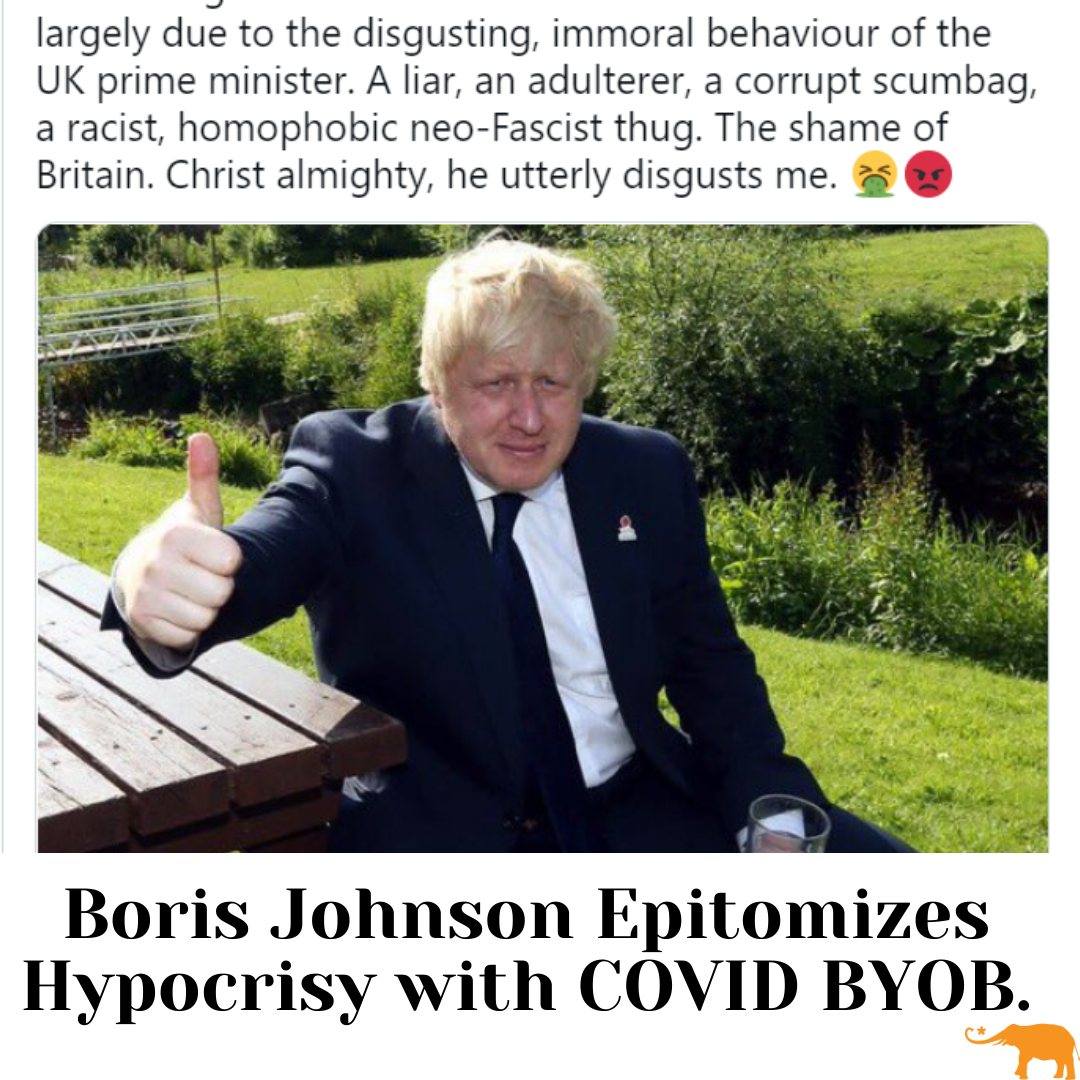 largely due to the disgusting, immoral behaviour of the
UK prime minister. A liar, an adulterer, a corrupt scumbag,
a racist, homophobic neo-Fascist thug. The shame of
Britain. Christ almighty, he utterly disgusts me. 🤮😡
Boris Johnson Epitomizes
Hypocrisy with COVID BYOB.